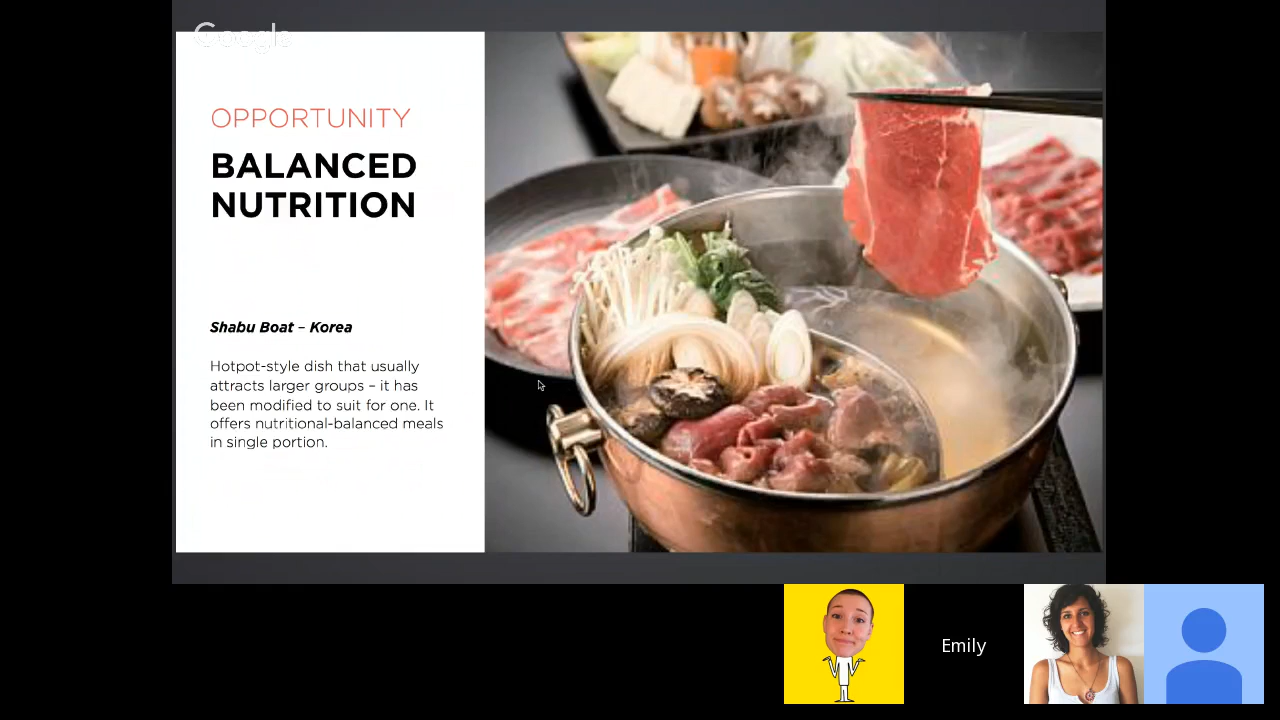 Google
OPPORTUNITY
BALANCED
NUTRITION
Shabu Boat – Korea
Hotpot-style dish that usually
attracts larger groups – it has
been modified to suit for one. It
offers nutritional-balanced meals
in single portion.
Emily